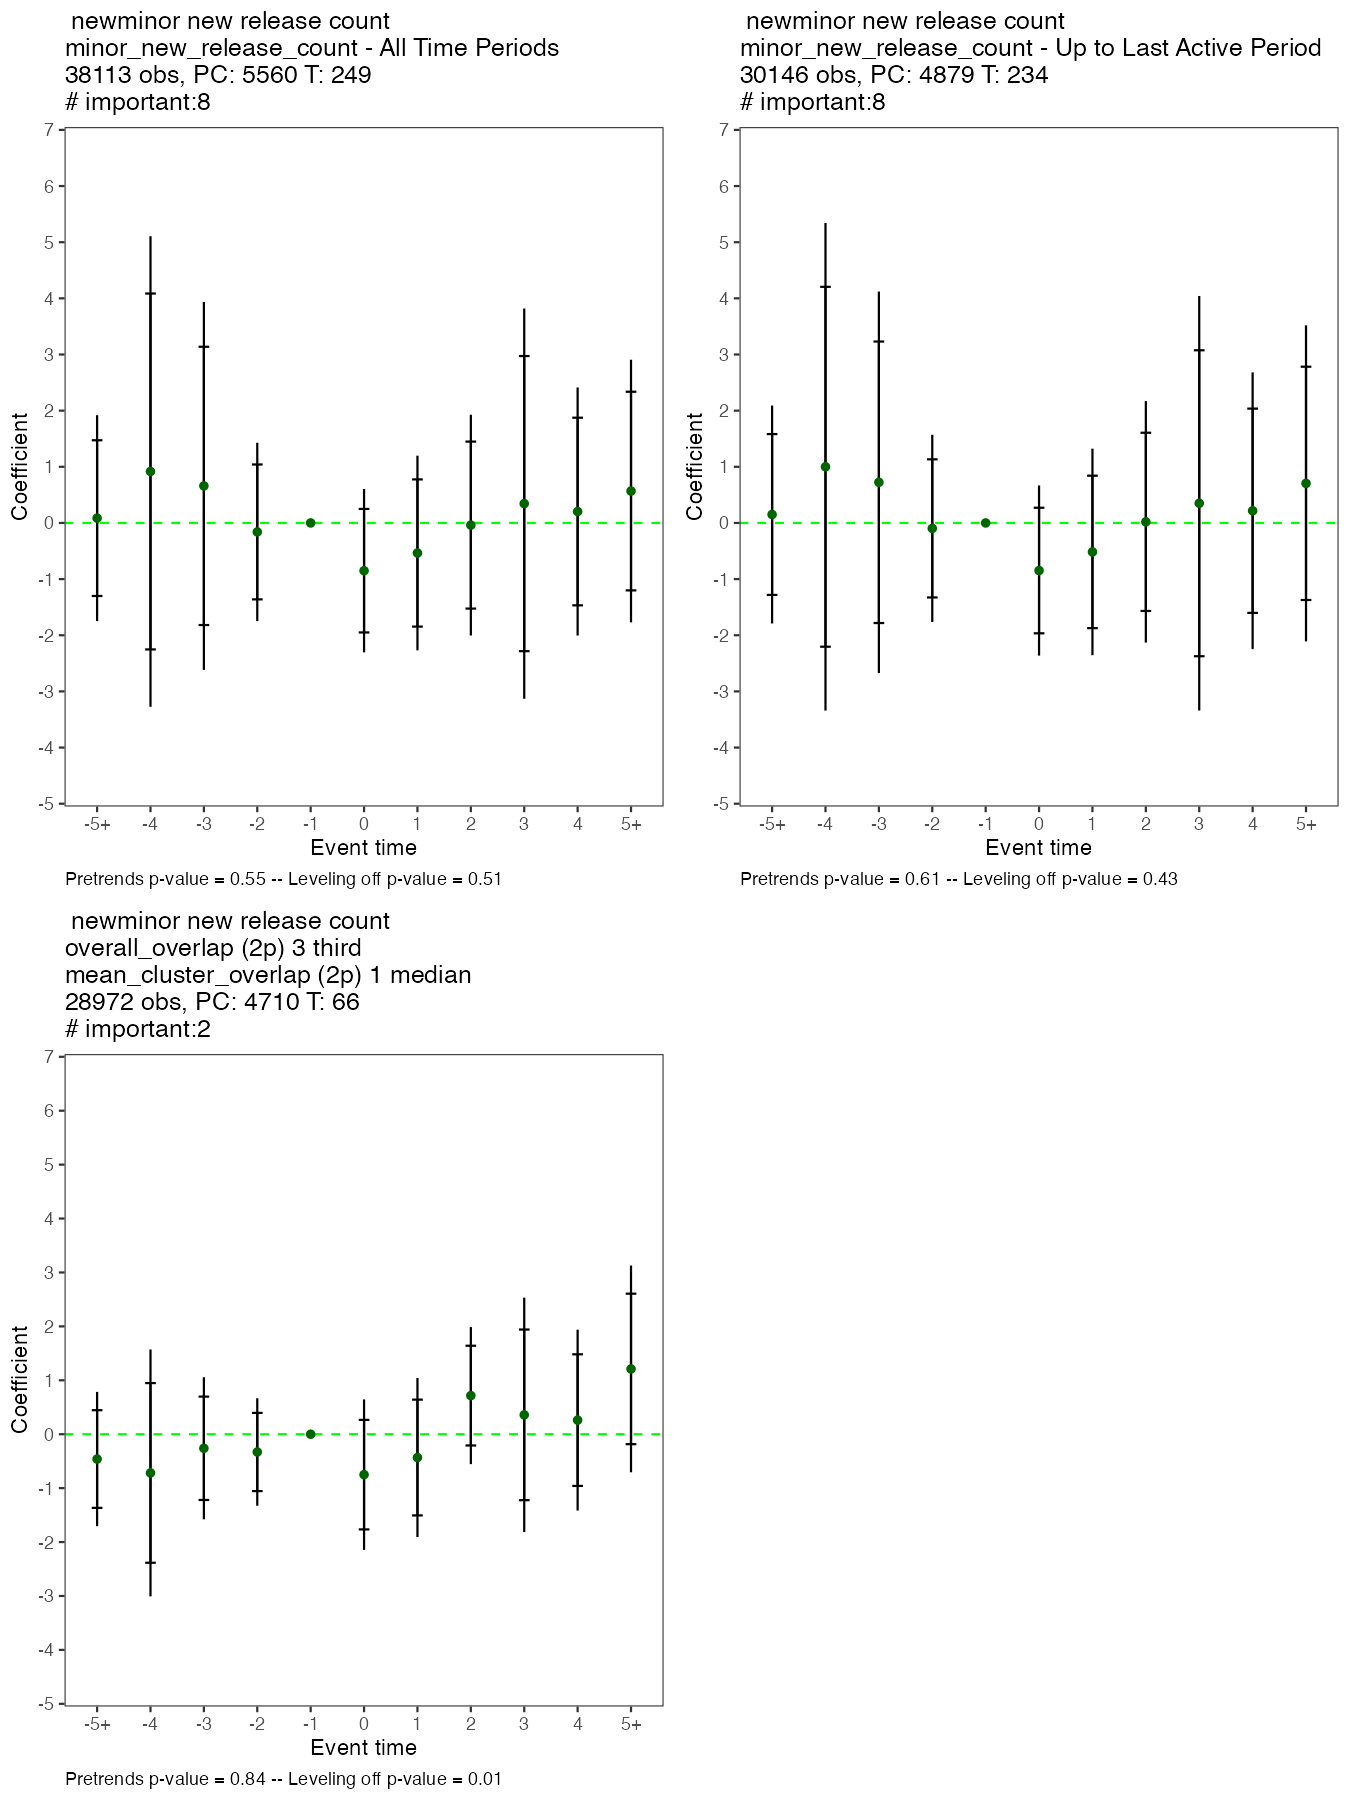 newminor new release count
minor_new_release_count - All Time Periods
38113 obs, PC: 5560 T: 249
# important:8
7
6
5
4
3
2
1
0
-1
-2
-3
-4
-5
Coefficient
-5+ -4 -3 -2 -1 0 1 2 3 4 5+
Event time
Pretrends p-value = 0.55 -- Leveling off p-value = 0.51
newminor new release count
minor_new_release_count - Up to Last Active Period
30146 obs, PC: 4879 T: 234
# important:8
7
6
5
4
3
2
1
0
-1
-2
-3
-4
-5
Coefficient
-5+ -4 -3 -2 -1 0 1 2 3 4 5+
Event time
Pretrends p-value = 0.61 -- Leveling off p-value = 0.43
newminor new release count
overall_overlap (2p) 3 third
mean_cluster_overlap (2p) 1 median
28972 obs, PC: 4710 T: 66
# important:2
7
6
5
4
3
2
1
0
-1
-2
-3
-4
-5
Coefficient
-5+ -4 -3 -2 -1 0 1 2 3 4 5+
Event time
Pretrends p-value = 0.84 -- Leveling off p-value = 0.01